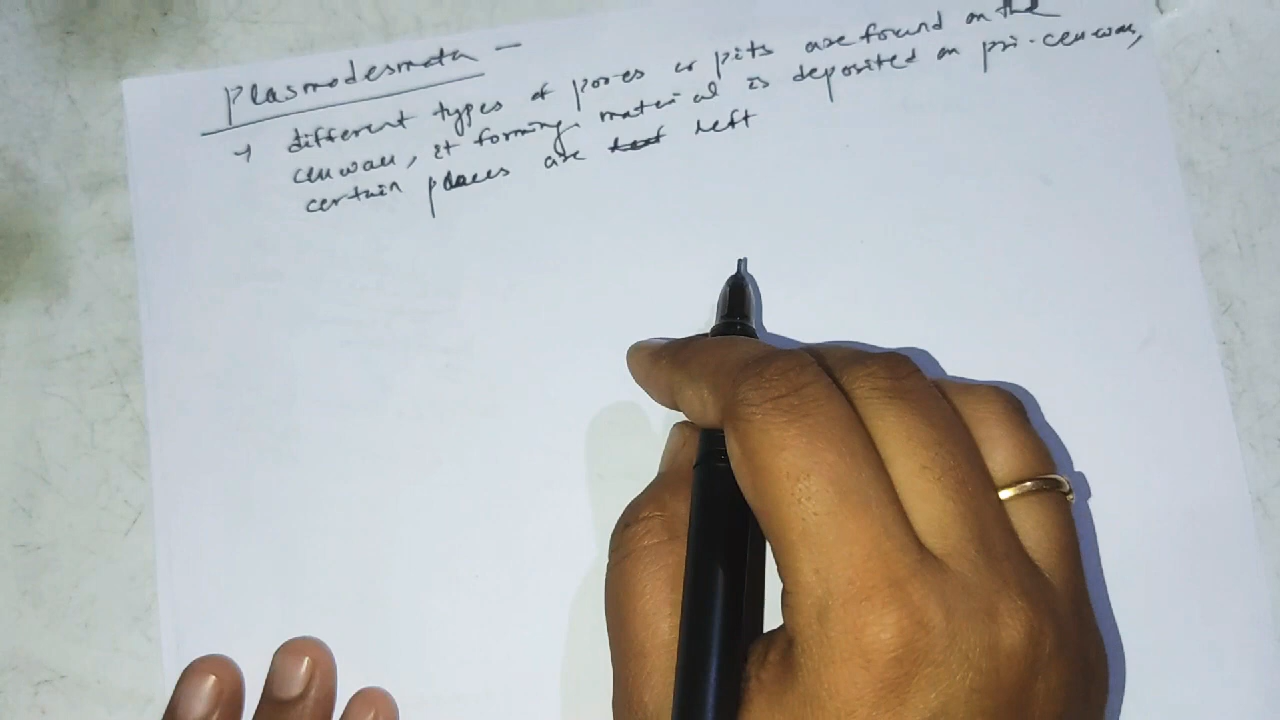 Plasmodesmata -
→ different types of pores or pits are found on the
cell wall, it forming material is deposited on pri. cell wall,
certain places are left